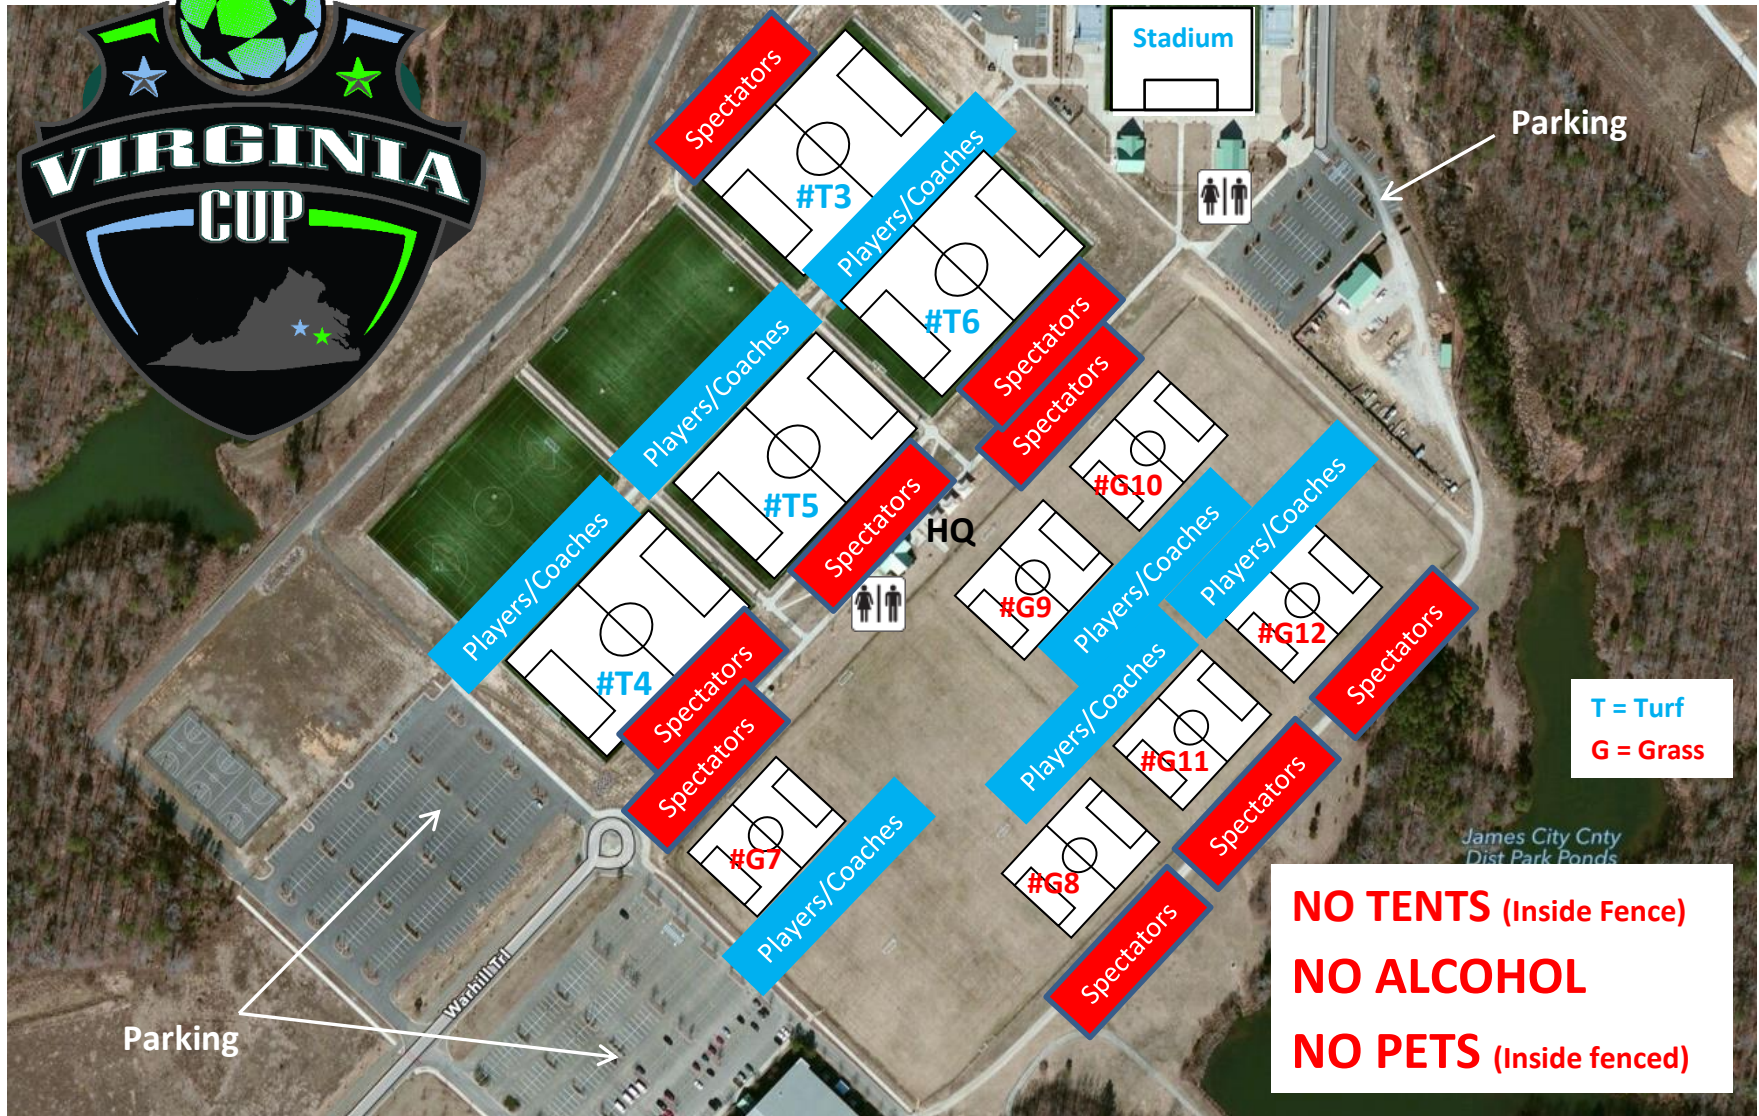 VIRGINIA
CUP
Stadium
Parking
Spectators
#T3
Players/Coaches
#T6
Spectators
Spectators
Players/Coaches
#T5
Spectators
HQ
#G10
#G9
Players/Coaches
Players/Coaches
#G12
Spectators
Players/Coaches
#T4
Spectators
Spectators
#G7
Players/Coaches
Players/Coaches
#G11
Spectators
#G8
Spectators
T = Turf
G = Grass
James City Cnty
Dist Park Ponds
Warhill Trl
Parking
NO TENTS (Inside Fence)
NO ALCOHOL
NO PETS (Inside fenced)